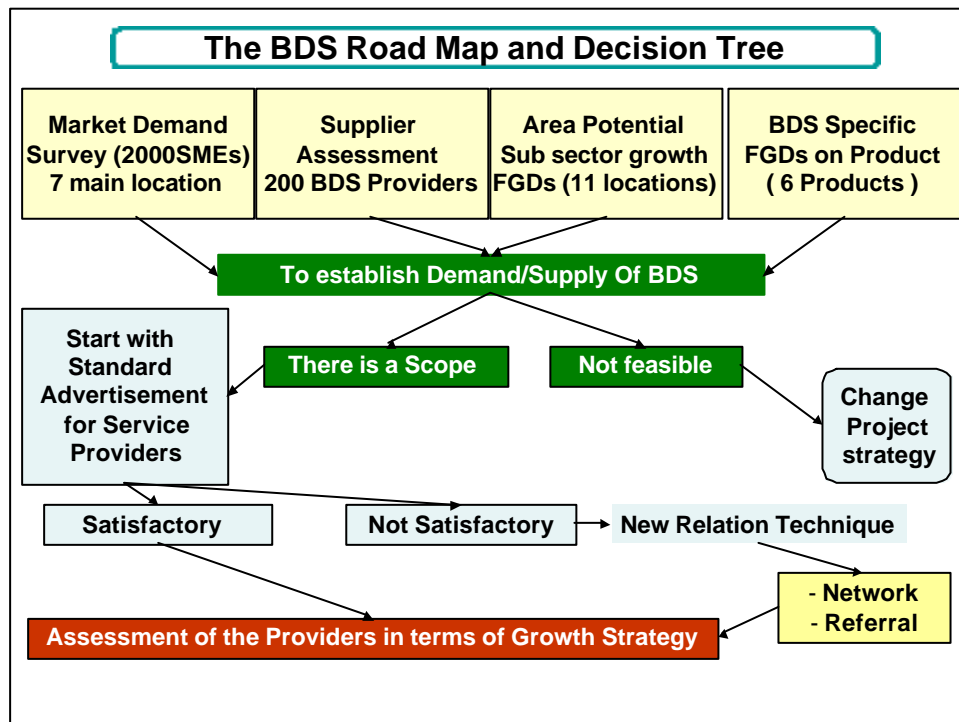 The BDS Road Map and Decision Tree
Market Demand
Survey (2000SMEs)
7 main location
Supplier
Assessment
200 BDS Providers
Area Potential
Sub sector growth
FGDs (11 locations)
BDS Specific
FGDs on Product
( 6 Products )
To establish Demand/Supply Of BDS
Start with
Standard
Advertisement
for Service
Providers
There is a Scope
Not feasible
Change
Project
strategy
Satisfactory
Not Satisfactory
New Relation Technique
- Network
- Referral
Assessment of the Providers in terms of Growth Strategy